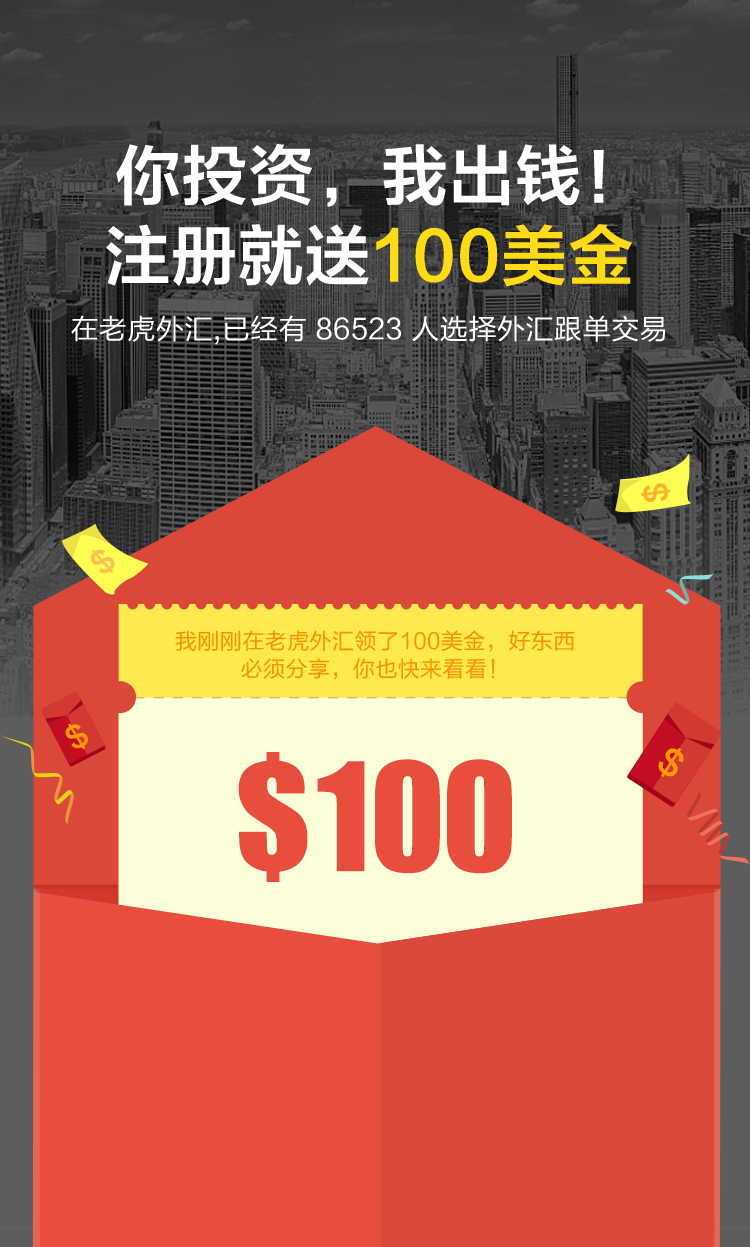 你投资，我出钱！
注册就送100美金
在老虎外汇,已经有 86523 人选择外汇跟单交易
我刚刚在老虎外汇领了100美金，好东西
必须分享，你也快来看看！
$
$
$100
$
$